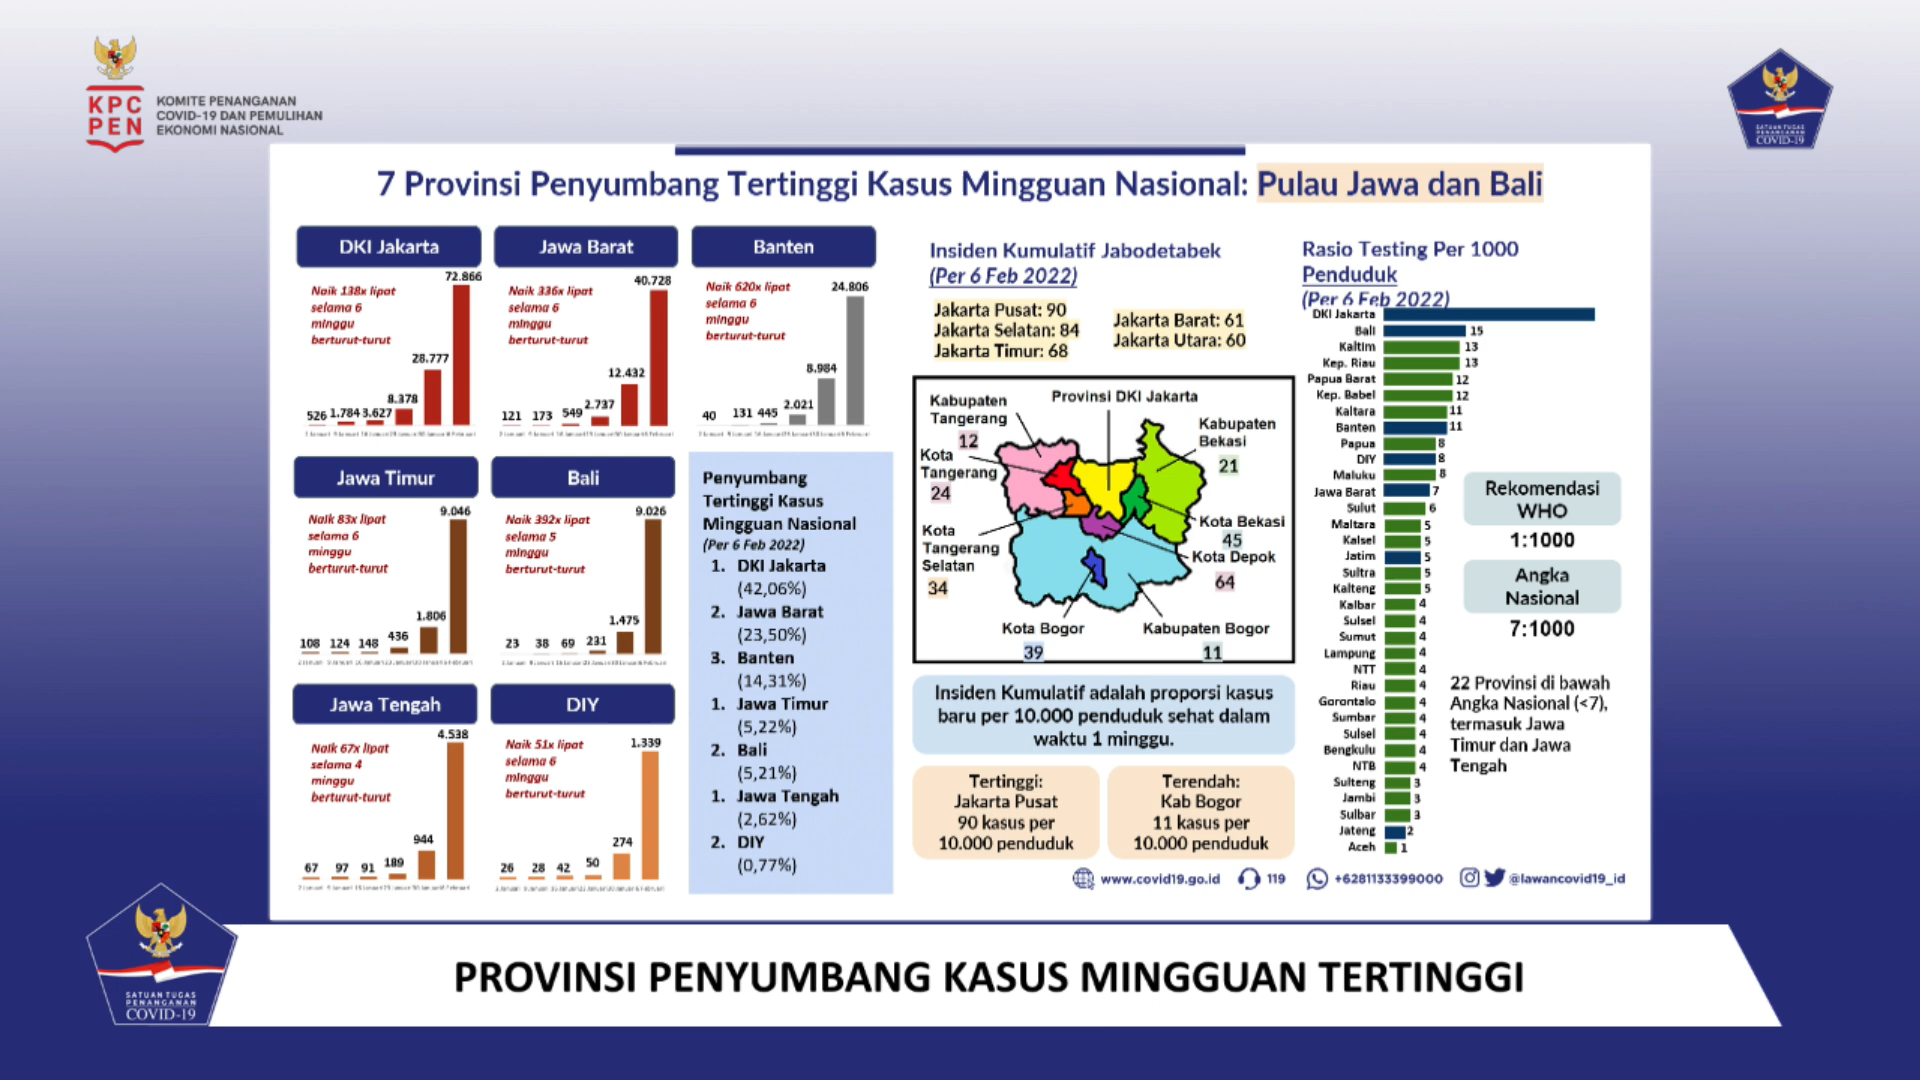 KPC
PEN
KOMITE PENANGANAN
COVID-19 DAN PEMULIHAN
EKONOMI NASIONAL
SATUAN TUGAS
PENANGANAN
COVID-19
7 Provinsi Penyumbang Tertinggi Kasus Mingguan Nasional: Pulau Jawa dan Bali
DKI Jakarta
Naik 138x lipat
selama 6
minggu
berturut-turut
526 1.784 3.627 8.378 28.777 72.866
Jawa Barat
Naik 336x lipat
selama 6
minggu
berturut-turut
121 173 549 2.737 12.432 40.728
Banten
Naik 620x lipat
selama 6
minggu
berturut-turut
40 131 445 2.021 8.984 24.806
Jawa Timur
Naik 83x lipat
selama 6
minggu
berturut-turut
108 124 148 436 1.806 9.046
Bali
Naik 392x lipat
selama 5
minggu
berturut-turut
23 38 69 231 1.475 9.026
Jawa Tengah
Naik 67x lipat
selama 4
minggu
berturut-turut
67 97 91 189 944 4.538
DIY
Naik 51x lipat
selama 6
minggu
berturut-turut
26 28 42 50 274 1.339
Penyumbang
Tertinggi Kasus
Mingguan Nasional
(Per 6 Feb 2022)
1. DKI Jakarta
(42,06%)
2. Jawa Barat
(23,50%)
3. Banten
(14,31%)
1. Jawa Timur
(5,22%)
2. Bali
(5,21%)
1. Jawa Tengah
(2,62%)
2. DIY
(0,77%)
Insiden Kumulatif Jabodetabek
(Per 6 Feb 2022)
Jakarta Pusat: 90
Jakarta Selatan: 84
Jakarta Timur: 68
Jakarta Barat: 61
Jakarta Utara: 60
Provinsi DKI Jakarta
Kabupaten
Tangerang
12
Kota
Tangerang
24
Kota
Tangerang
Selatan
34
Kabupaten
Bekasi
21
Kota Bekasi
45
Kota Depok
64
Kota Bogor
39
Kabupaten Bogor
11
Insiden Kumulatif adalah proporsi kasus
baru per 10.000 penduduk sehat dalam
waktu 1 minggu.
Tertinggi:
Jakarta Pusat
90 kasus per
10.000 penduduk
Terendah:
Kab Bogor
11 kasus per
10.000 penduduk
Rasio Testing Per 1000
Penduduk
(Per 6 Feb 2022)
DKI Jakarta
Bali 15
Kaltim 13
Kep. Riau 13
Papua Barat 12
Kep. Babel 12
Kaltara 11
Banten 11
Papua 8
DIY 8
Maluku 8
Jawa Barat 7
Sulut 6
Maltara 5
Kalsel 5
Jatim 5
Sultra 5
Kalteng 5
Kalbar 4
Sulsel 4
Sumut 4
Lampung 4
NTT 4
Riau 4
Gorontalo 4
Sumbar 4
Sulsel 4
Bengkulu 4
NTB 4
Sulteng 3
Jambi 3
Sulbar 3
Jateng 2
Aceh 1
Rekomendasi
WHO
1:1000
Angka
Nasional
7:1000
22 Provinsi di bawah
Angka Nasional (<7),
termasuk Jawa
Timur dan Jawa
Tengah
www.covid19.go.id 119 +6281133399000 @lawancovid19_id
SATUAN TUGAS
PENANGANAN
COVID-19
PROVINSI PENYUMBANG KASUS MINGGUAN TERTINGGI